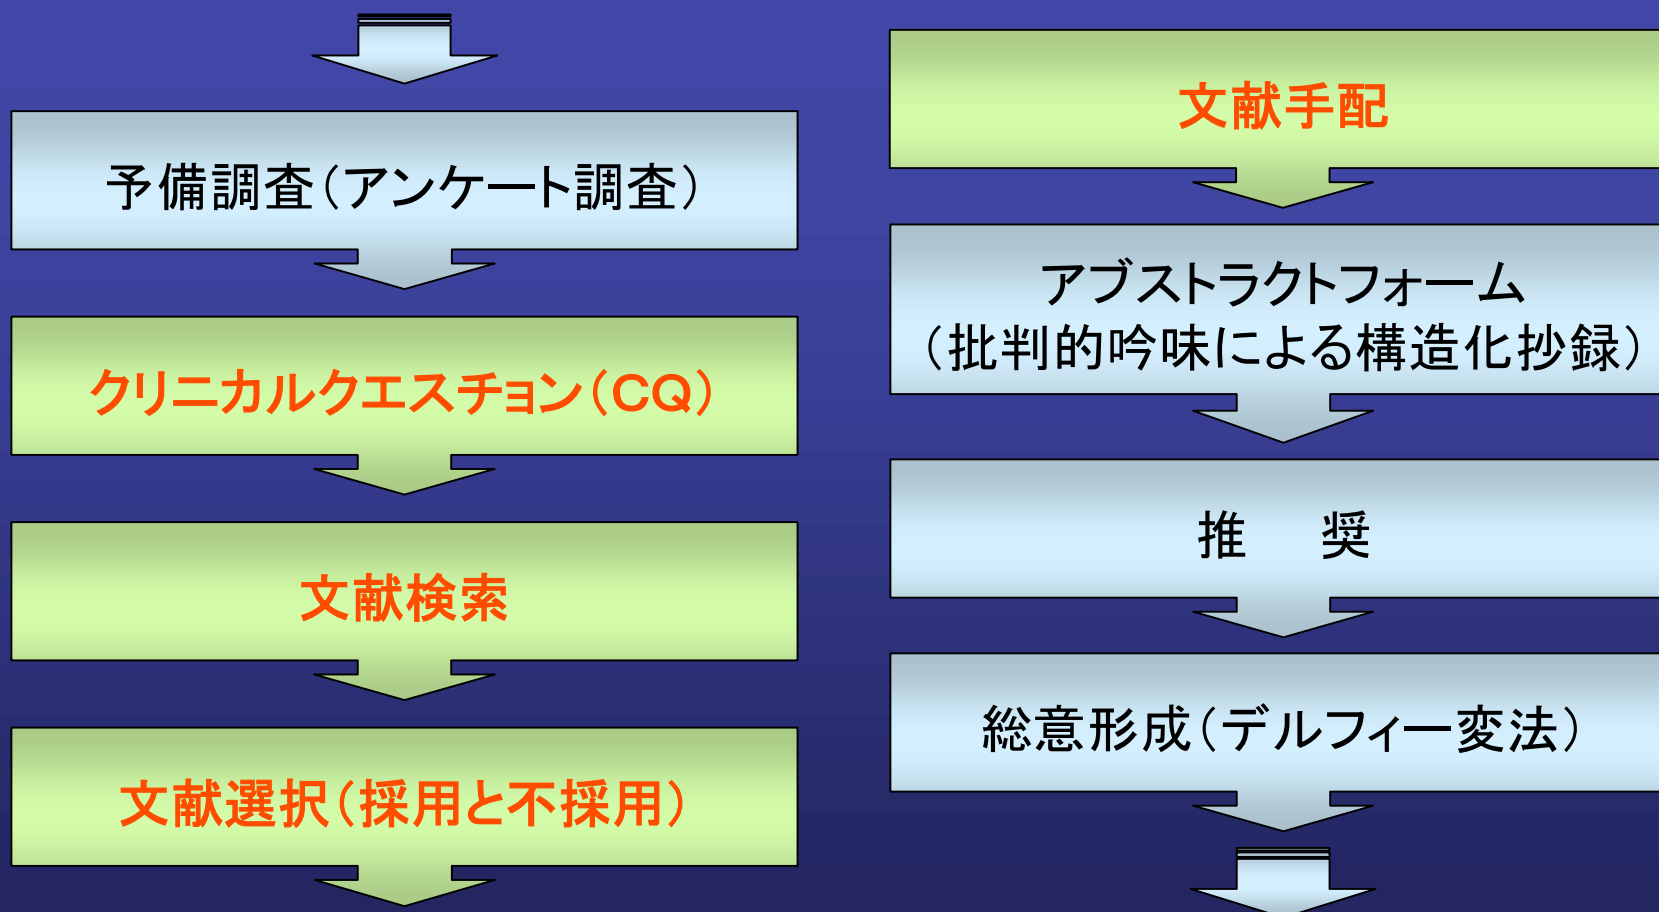 予備調査（アンケート調査）
クリニカルクエスチョン（CQ）
文献検索
文献選択（採用と不採用）
文献手配
アブストラクトフォーム
（批判的吟味による構造化抄録）
推　奨
総意形成（デルフィー変法）